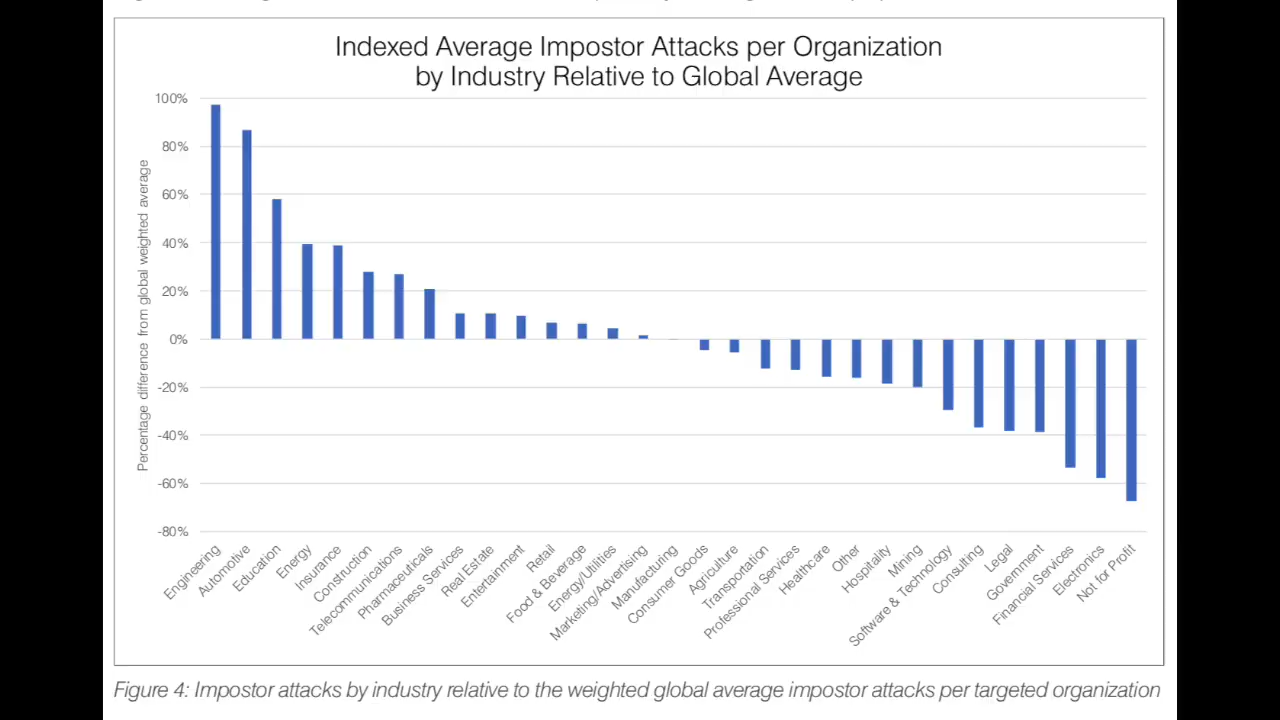 Indexed Average Impostor Attacks per Organization
by Industry Relative to Global Average
Percentage difference from global weighted average
100%
80%
60%
40%
20%
0%
-20%
-40%
-60%
-80%
Engineering
Automotive
Education
Energy
Insurance
Construction
Telecommunications
Pharmaceuticals
Business Services
Real Estate
Entertainment
Retail
Food & Beverage
Energy/Utilities
Marketing/Advertising
Manufacturing
Consumer Goods
Agriculture
Transportation
Professional Services
Healthcare
Other
Hospitality
Mining
Software & Technology
Consulting
Legal
Government
Financial Services
Electronics
Not for Profit
Figure 4: Impostor attacks by industry relative to the weighted global average impostor attacks per targeted organization